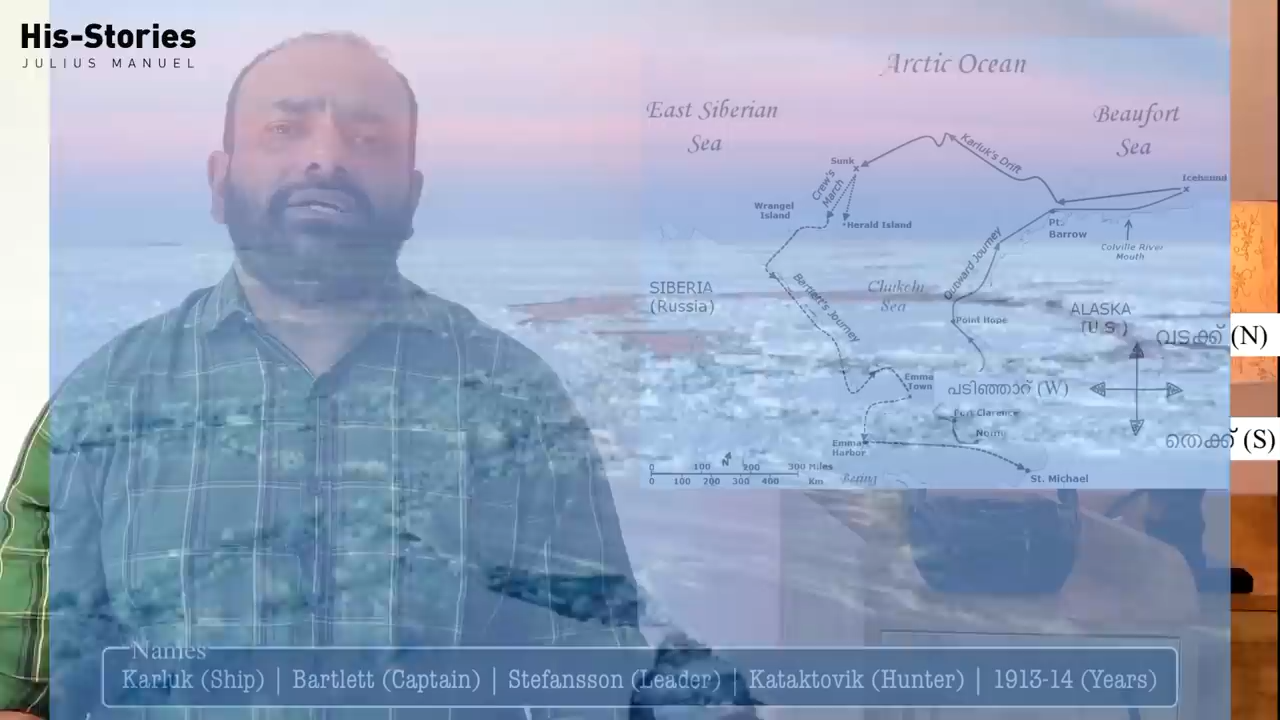 His-Stories
JULIUS MANUEL
Arctic Ocean
East Siberian
Sea
Beaufort
Sea
Karluk's Drift
Sunk
Icebound
Crew's
March
Wrangel
Island
Herald Island
Pt.
Barrow
Colville River
Mouth
Outward Journey
SIBERIA
(Russia)
Chukchi
Sea
Bartlett's Journey
ALASKA
(U S )
Point Hope
വടക്ക് (N)
Emma
Town
പടിഞ്ഞാറ് (W)
Port Clarence
Nome
തെക്ക് (S)
Emma
Harbor
N
0 100 200 300 Miles
0 100 200 300 400 Km
Bering
St. Michael
Names
Karluk (Ship) | Bartlett (Captain) | Stefansson (Leader) | Kataktovik (Hunter) | 1913-14 (Years)